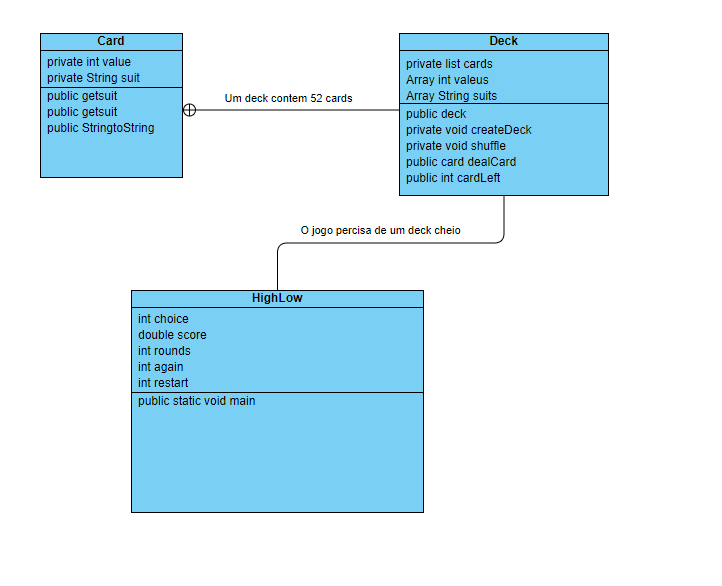 Card
private int value
private String suit
public getsuit
public getsuit
public StringtoString
Um deck contem 52 cards
Deck
private list cards
Array int valeus
Array String suits
public deck
private void createDeck
private void shuffle
public card dealCard
public int cardLeft
O jogo percisa de um deck cheio
HighLow
int choice
double score
int rounds
int again
int restart
public static void main